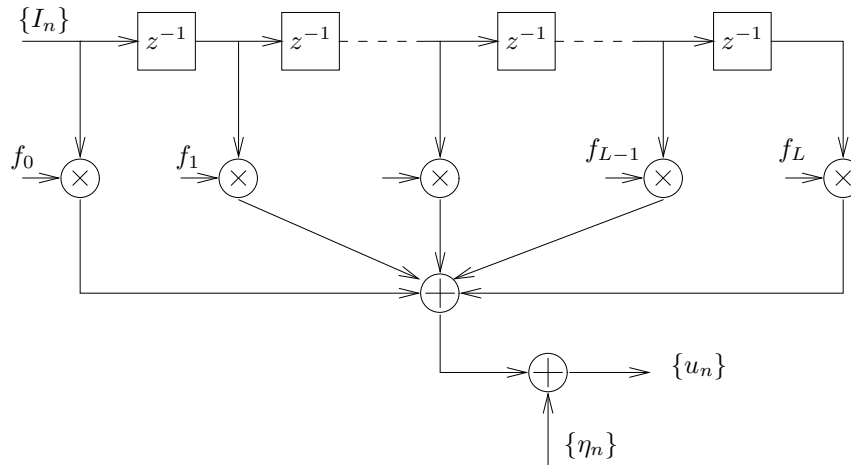 {I_n}
z^{-1} z^{-1} z^{-1} z^{-1}
f_0 f_1 f_{L-1} f_L
{u_n}
{η_n}